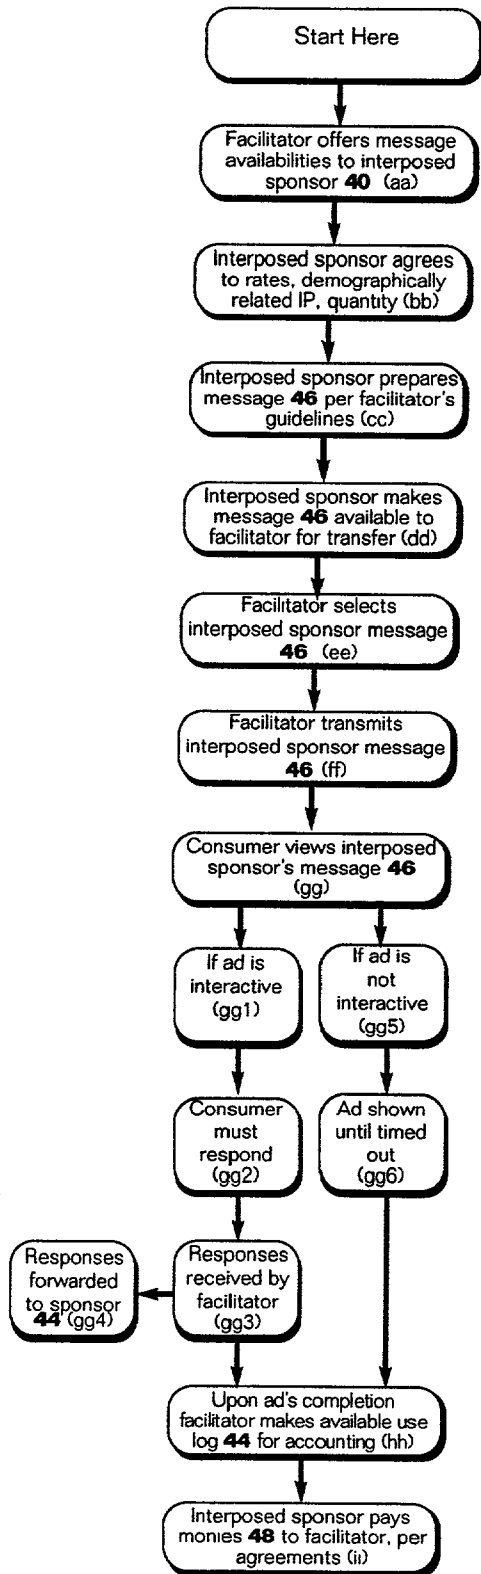 Start Here
Facilitator offers message
availabilities to interposed
sponsor 40 (aa)
Interposed sponsor agrees
to rates, demographically
related IP, quantity (bb)
Interposed sponsor prepares
message 46 per facilitator's
guidelines (cc)
Interposed sponsor makes
message 46 available to
facilitator for transfer (dd)
Facilitator selects
interposed sponsor message
46 (ee)
Facilitator transmits
interposed sponsor message
46 (ff)
Consumer views interposed
sponsor's message 46
(gg)
If ad is
interactive
(gg1)
If ad is
not
interactive
(gg5)
Consumer
must
respond
(gg2)
Ad shown
until timed
out
(gg6)
Responses
forwarded
to sponsor
44 (gg4)
Responses
received by
facilitator
(gg3)
Upon ad's completion
facilitator makes available use
log 44 for accounting (hh)
Interposed sponsor pays
monies 48 to facilitator, per
agreements (ii)